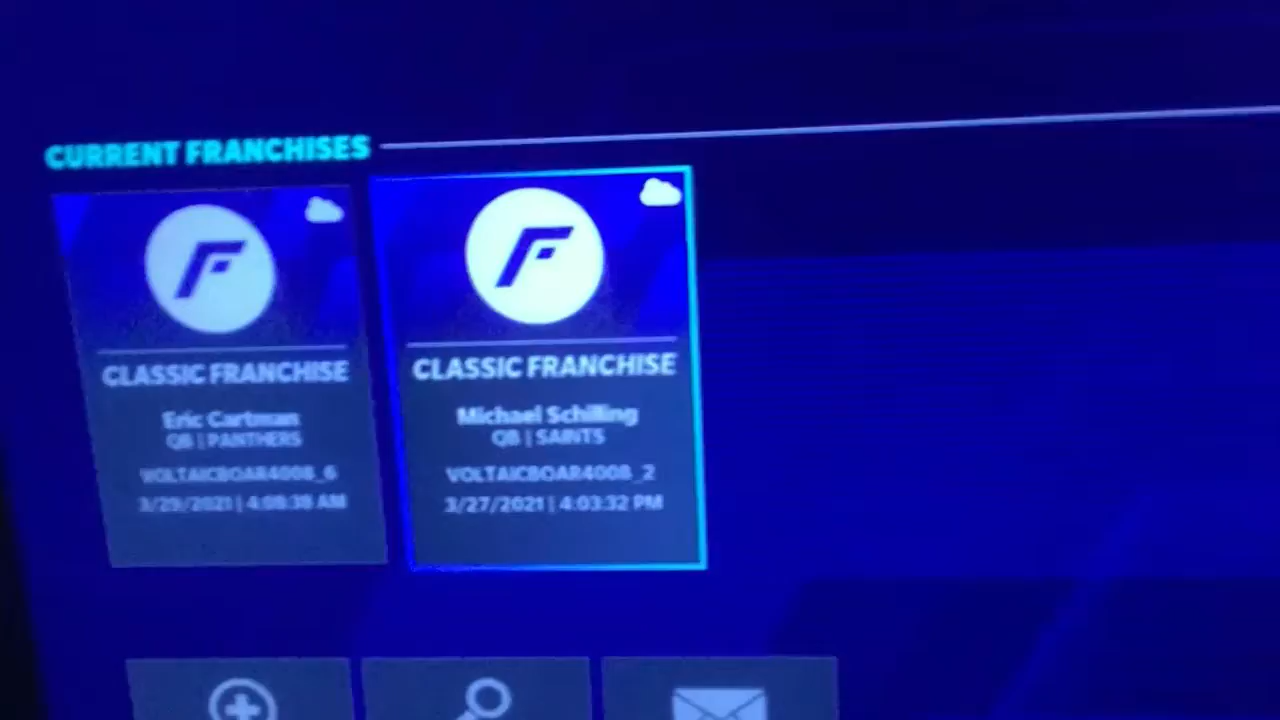 CURRENT FRANCHISES
CLASSIC FRANCHISE
Eric Cartman
QB | PANTHERS
VOLTAICBOAR4008_6
3/29/2021 | 4:09:39 AM
CLASSIC FRANCHISE
Michael Schilling
QB | SAINTS
VOLTAICBOAR4008_2
3/27/2021 | 4:03:32 PM